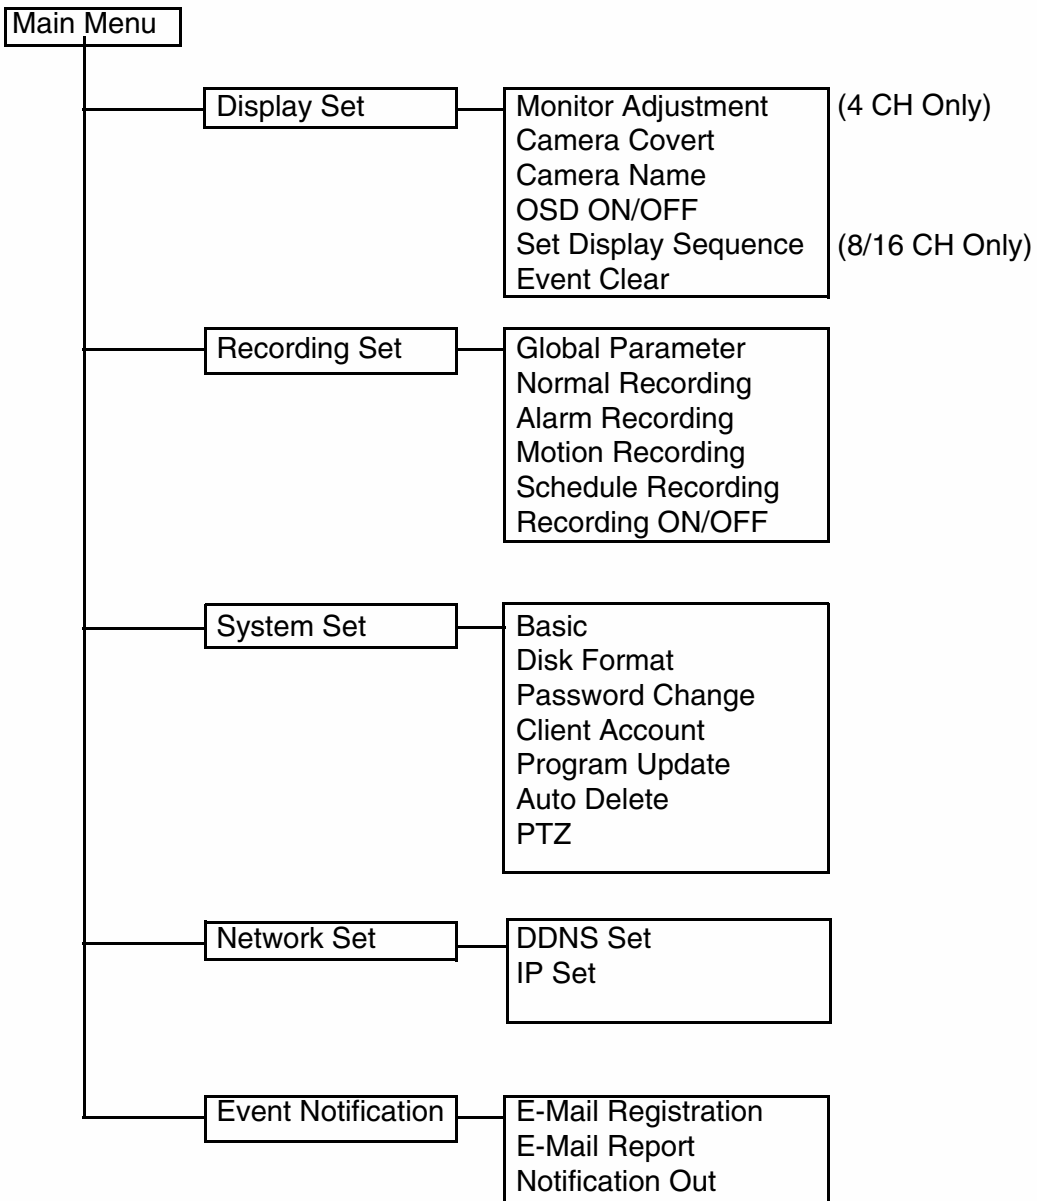 Main Menu
Display Set
Monitor Adjustment (4 CH Only)
Camera Covert
Camera Name
OSD ON/OFF
Set Display Sequence (8/16 CH Only)
Event Clear
Recording Set
Global Parameter
Normal Recording
Alarm Recording
Motion Recording
Schedule Recording
Recording ON/OFF
System Set
Basic
Disk Format
Password Change
Client Account
Program Update
Auto Delete
PTZ
Network Set
DDNS Set
IP Set
Event Notification
E-Mail Registration
E-Mail Report
Notification Out